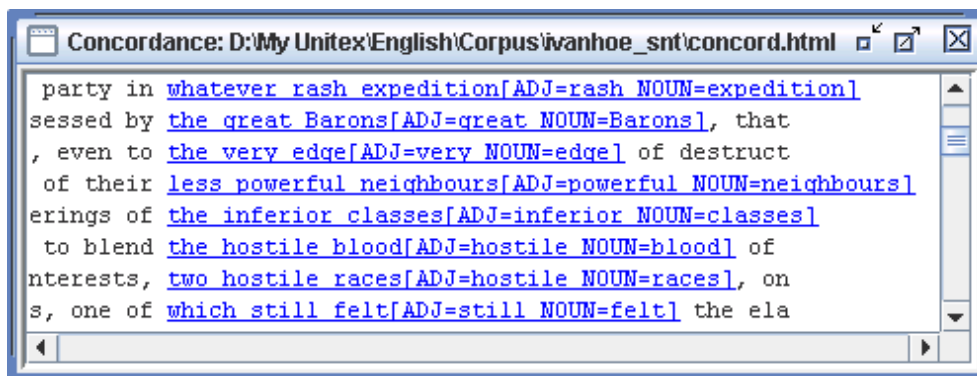 Concordance: D:\My Unitex\English\Corpus\ivanhoe_snt\concord.html
party in whatever rash expedition[ADJ=rash NOUN=expedition]
sessed by the great Barons[ADJ=great NOUN=Barons], that
, even to the very edge[ADJ=very NOUN=edge] of destruct
of their less powerful neighbours[ADJ=powerful NOUN=neighbours]
erings of the inferior classes[ADJ=inferior NOUN=classes]
to blend the hostile blood[ADJ=hostile NOUN=blood] of
nterests, two hostile races[ADJ=hostile NOUN=races], on
s, one of which still felt[ADJ=still NOUN=felt] the ela